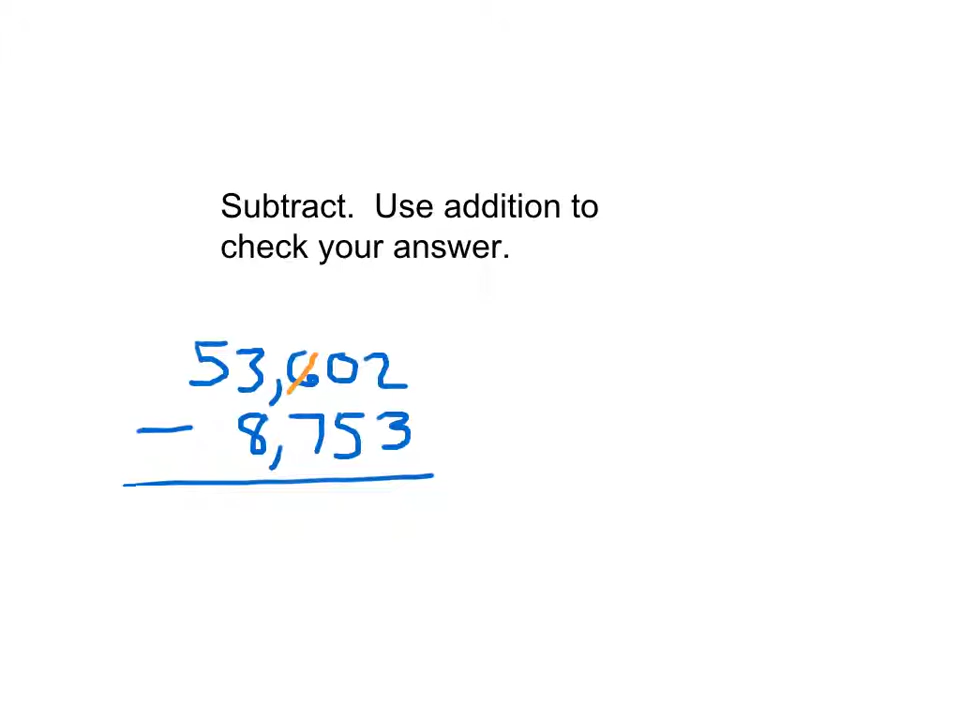 Subtract.  Use addition to
check your answer.
53,602
- 8,753